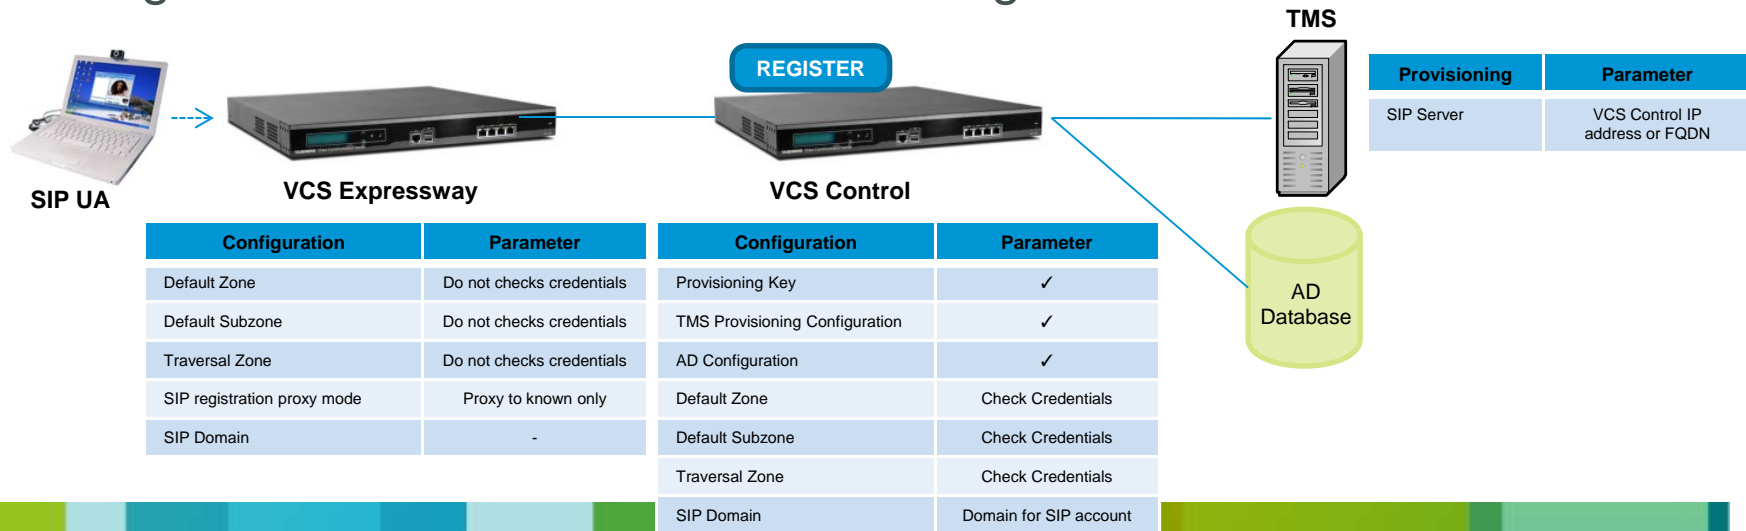 TMS
REGISTER
SIP UA
VCS Expressway
VCS Control
Provisioning Parameter
SIP Server VCS Control IP
address or FQDN
Configuration Parameter
Default Zone Do not checks credentials
Default Subzone Do not checks credentials
Traversal Zone Do not checks credentials
SIP registration proxy mode Proxy to known only
SIP Domain -
Configuration Parameter
Provisioning Key ✓
TMS Provisioning Configuration ✓
AD Configuration ✓
Default Zone Check Credentials
Default Subzone Check Credentials
Traversal Zone Check Credentials
SIP Domain Domain for SIP account
AD
Database